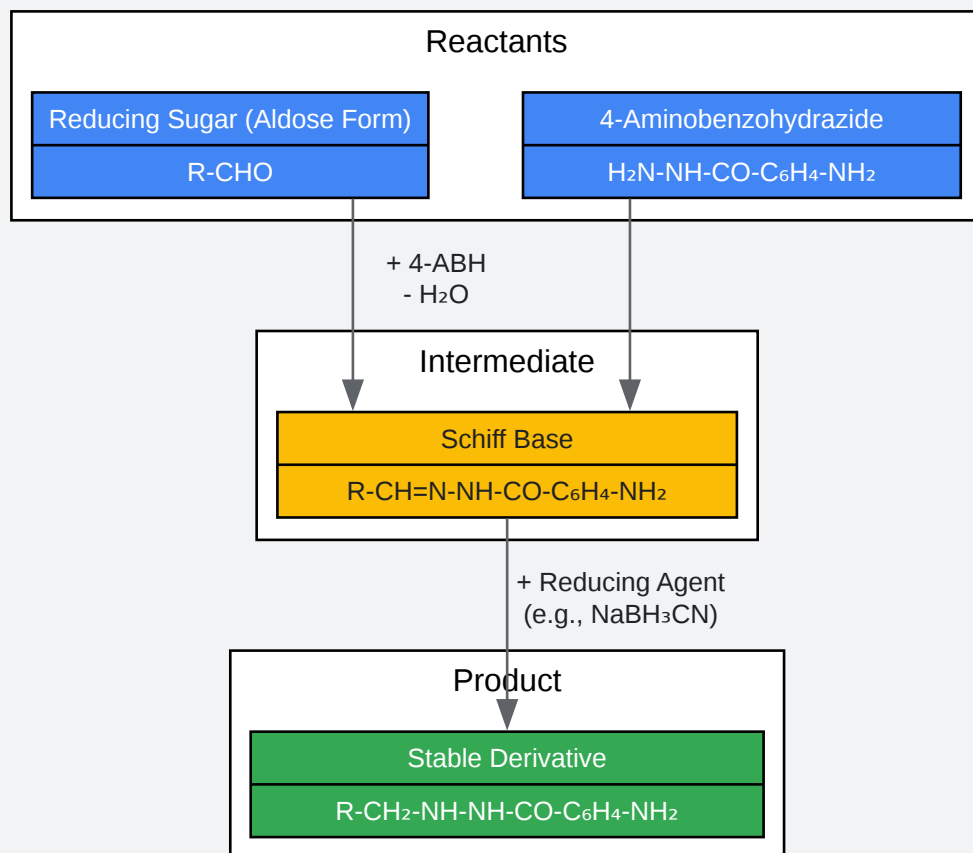 Reactants
Reducing Sugar (Aldose Form)
R-CHO
4-Aminobenzohydrazide
H₂N-NH-CO-C₆H₄-NH₂
+ 4-ABH
- H₂O
Intermediate
Schiff Base
R-CH=N-NH-CO-C₆H₄-NH₂
+ Reducing Agent
(e.g., NaBH₃CN)
Product
Stable Derivative
R-CH₂-NH-NH-CO-C₆H₄-NH₂